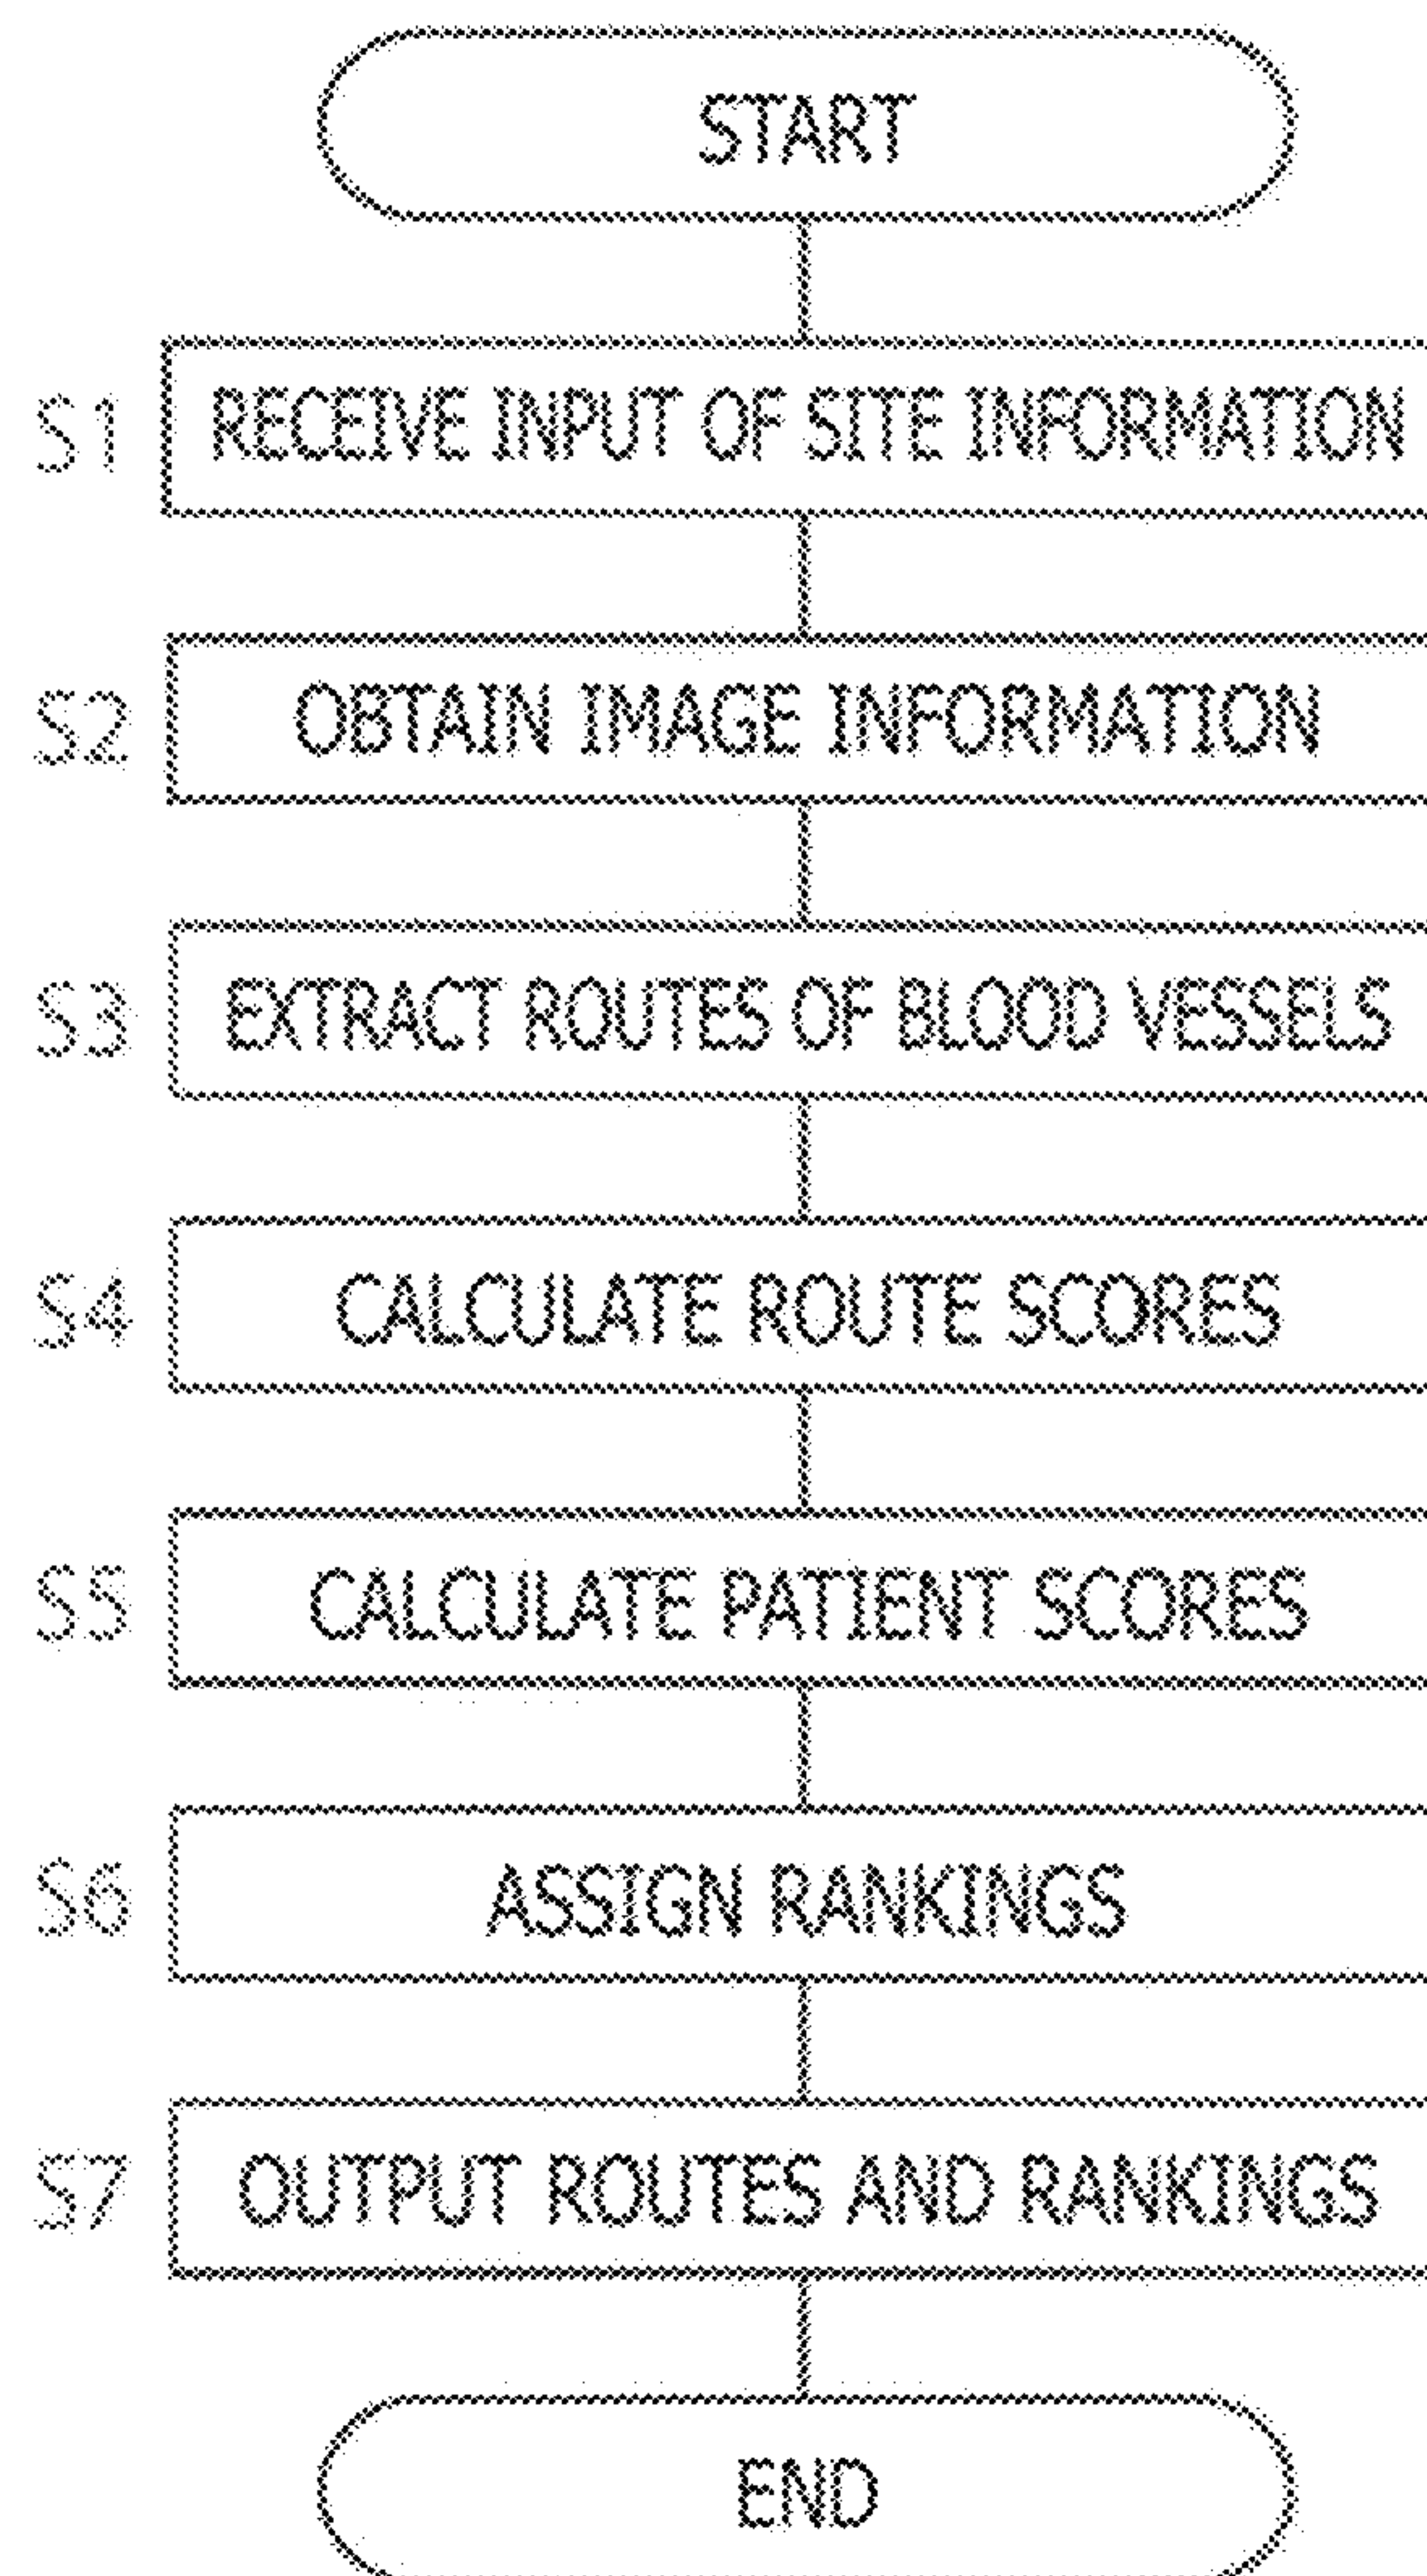 START
S1 RECEIVE INPUT OF SITE INFORMATION
S2 OBTAIN IMAGE INFORMATION
S3 EXTRACT ROUTES OF BLOOD VESSELS
S4 CALCULATE ROUTE SCORES
S5 CALCULATE PATIENT SCORES
S6 ASSIGN RANKINGS
S7 OUTPUT ROUTES AND RANKINGS
END